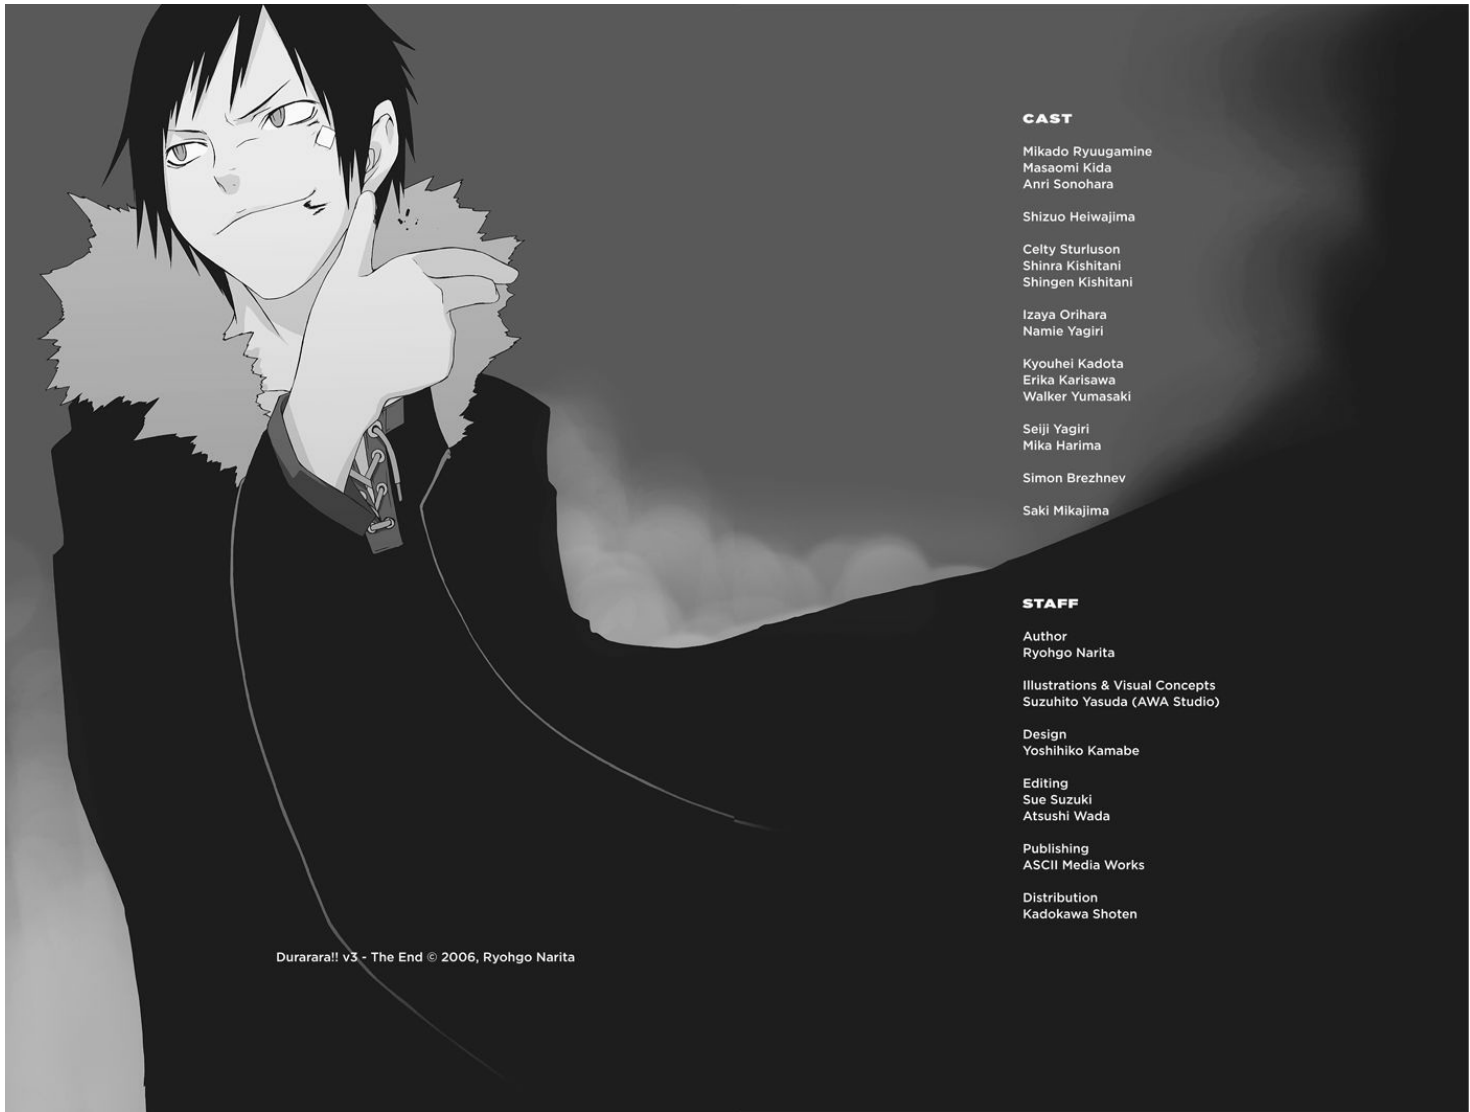 CAST
Mikado Ryuugamine
Masaomi Kida
Anri Sonohara
Shizuo Heiwajima
Celty Sturluson
Shinra Kishitani
Shingen Kishitani
Izaya Orihara
Namie Yagiri
Kyouhei Kadota
Erika Karisawa
Walker Yumasaki
Seiji Yagiri
Mika Harima
Simon Brezhnev
Saki Mikajima
STAFF
Author
Ryohgo Narita
Illustrations & Visual Concepts
Suzuhito Yasuda (AWA Studio)
Design
Yoshihiko Kamabe
Editing
Sue Suzuki
Atsushi Wada
Publishing
ASCII Media Works
Distribution
Kadokawa Shoten
Durarara!! v3 - The End © 2006, Ryohgo Narita